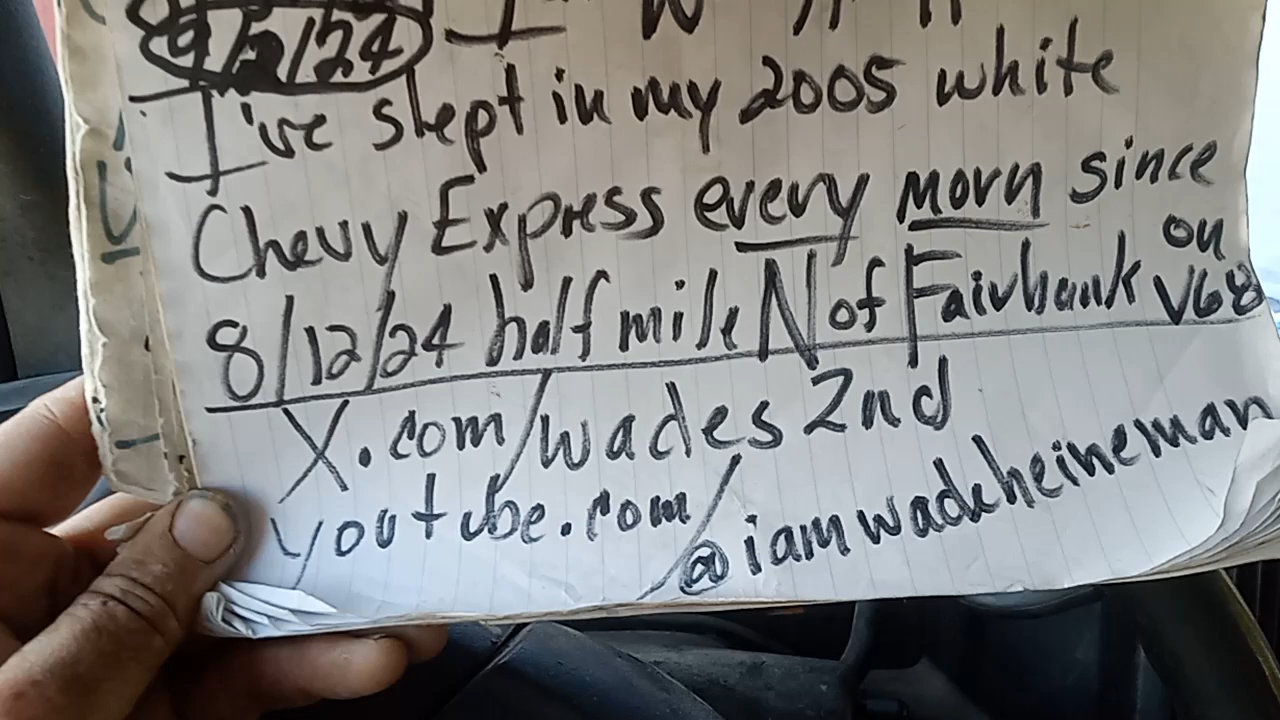 9/2/24
I've slept in my 2005 white
Chevy Express every morn since
8/12/24 half mile N of Fairbank on V68
X.com/wades2nd
youtube.com/@iamwadeheineman